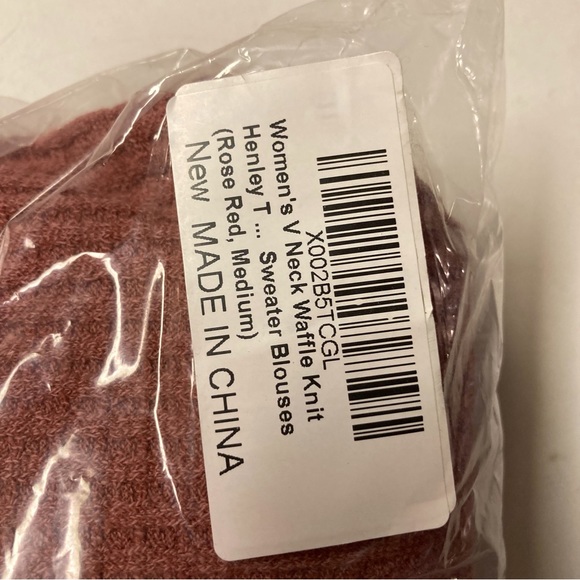 X002B5TCGL
Women's V Neck Waffle Knit
Henley T ... Sweater Blouses
(Rose Red, Medium)
New MADE IN CHINA